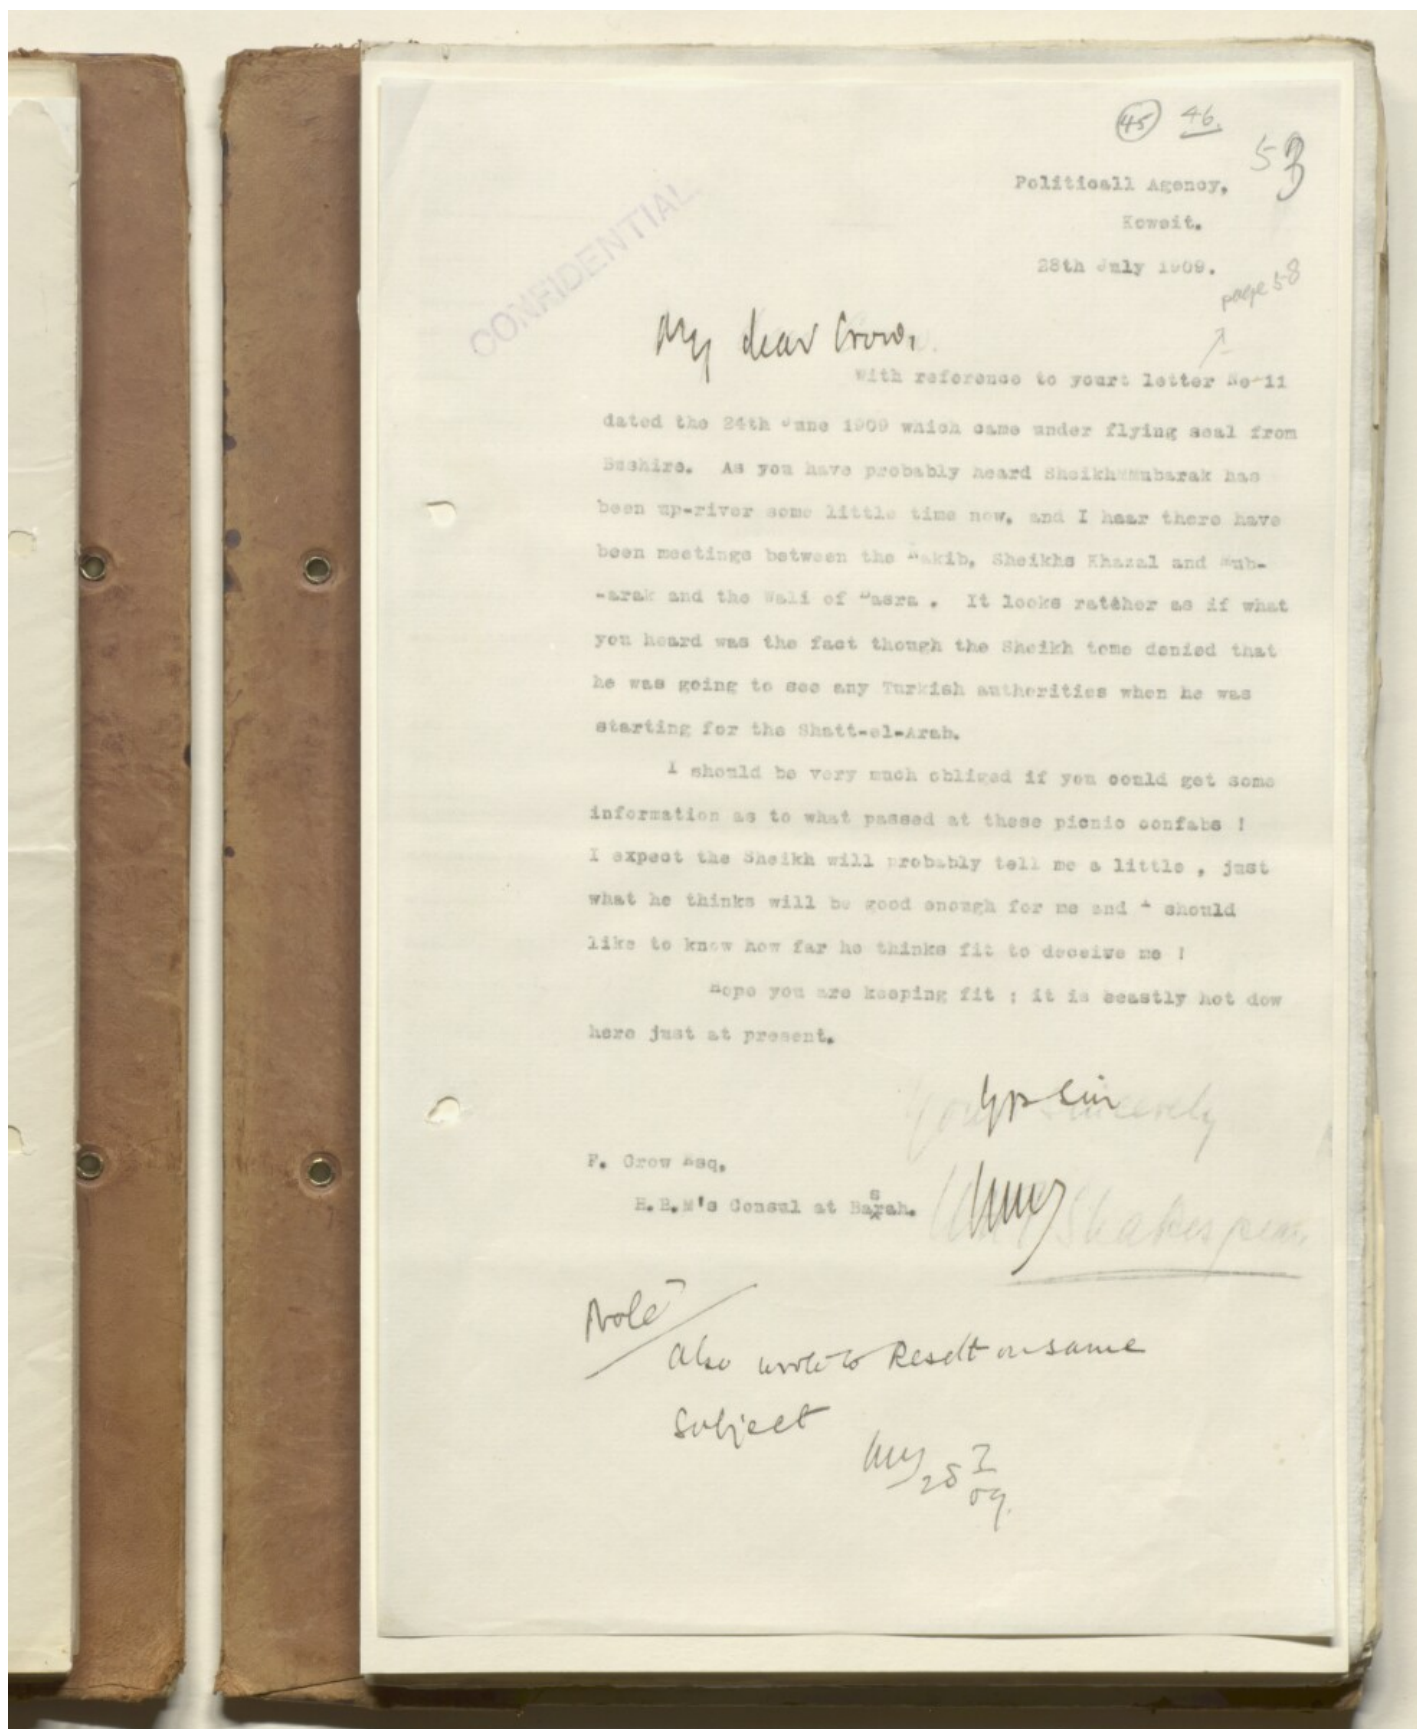 45 46.
53
CONFIDENTIAL
Politicall Agency,
Koweit.
28th July 1909.
page 58
My dear Crow,
With reference to yourt letter No 11
dated the 24th June 1909 which came under flying seal from
Bushire. As you have probably heard Sheikh Mubarak has
been up-river some little time now, and I hear there have
been meetings between the Nakib, Sheikhs Khazal and Mub-
-arak and the Wali of Basra . It looks ratther as if what
you heard was the fact though the Sheikh tome denied that
he was going to see any Turkish authorities when he was
starting for the Shatt-el-Arab.
I should be very much obliged if you could get some
information as to what passed at these picnic confabs !
I expect the Sheikh will probably tell me a little , just
what he thinks will be good enough for me and I should
like to know how far he thinks fit to deceive me !
Hope you are keeping fit ; it is beastly hot dow
here just at present.
Yrs Sin
Yours sincerely
F. Crow Esq.
H.B.M's Consul at Basrah.
Shakespear
Note
Also wrote to Resdt on same
subject
28 7
09.